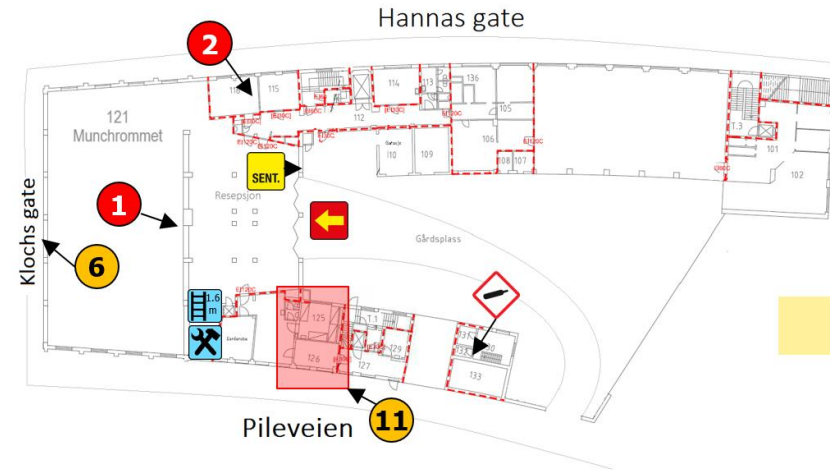 Hannas gate
2
115
114
113
136
112
105
121
Munchrommet
106
110
109
108
107
T.3
101
102
SENT.
Resepsjon
1
Klochs gate
6
Gårdsplass
1.6
m
125
T.1
126
129
127
133
Garderobe
11
Pileveien